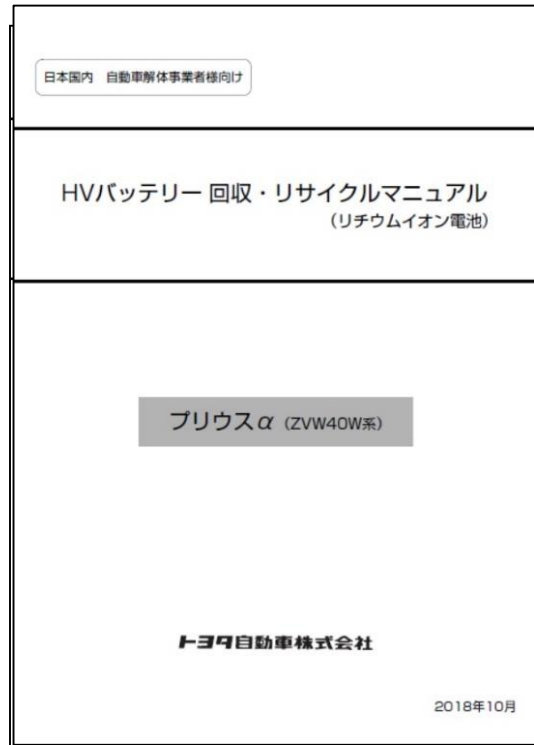 日本国内　自動車解体事業者様向け
HVバッテリー 回収・リサイクルマニュアル
（リチウムイオン電池）
プリウスα（ZVW40W系）
トヨタ自動車株式会社
2018年10月